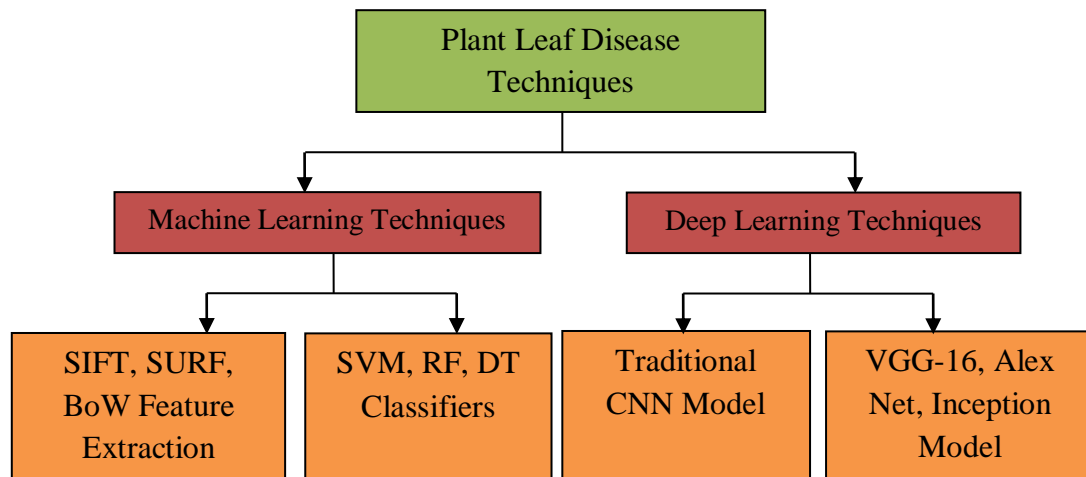 Plant Leaf Disease
Techniques
Machine Learning Techniques
Deep Learning Techniques
SIFT, SURF,
BoW Feature
Extraction
SVM, RF, DT
Classifiers
Traditional
CNN Model
VGG-16, Alex
Net, Inception
Model